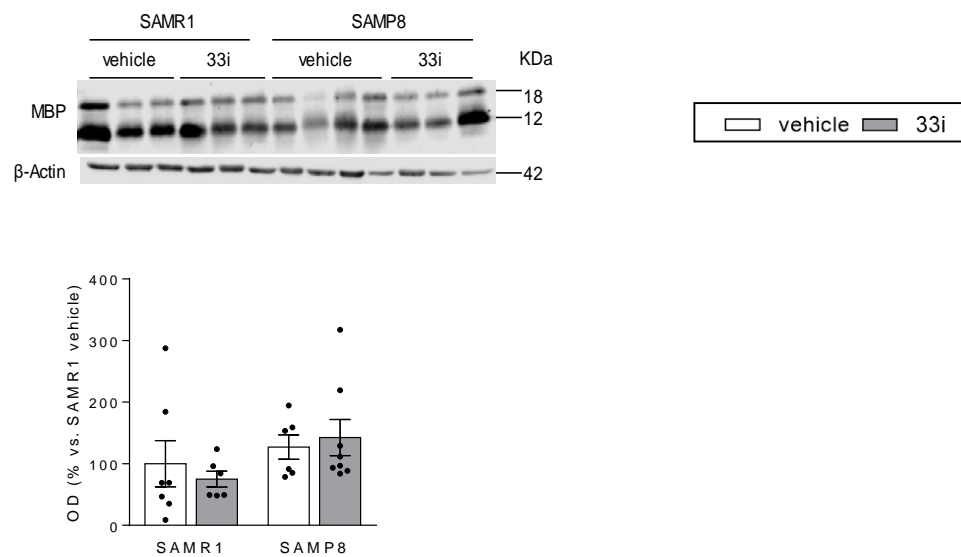 SAMR1 SAMP8
vehicle 33i vehicle 33i KDa
MBP
18
12
β-Actin
42
vehicle 33i
OD (% vs. SAMR1 vehicle)
400
300
200
100
0
SAMR1 SAMP8